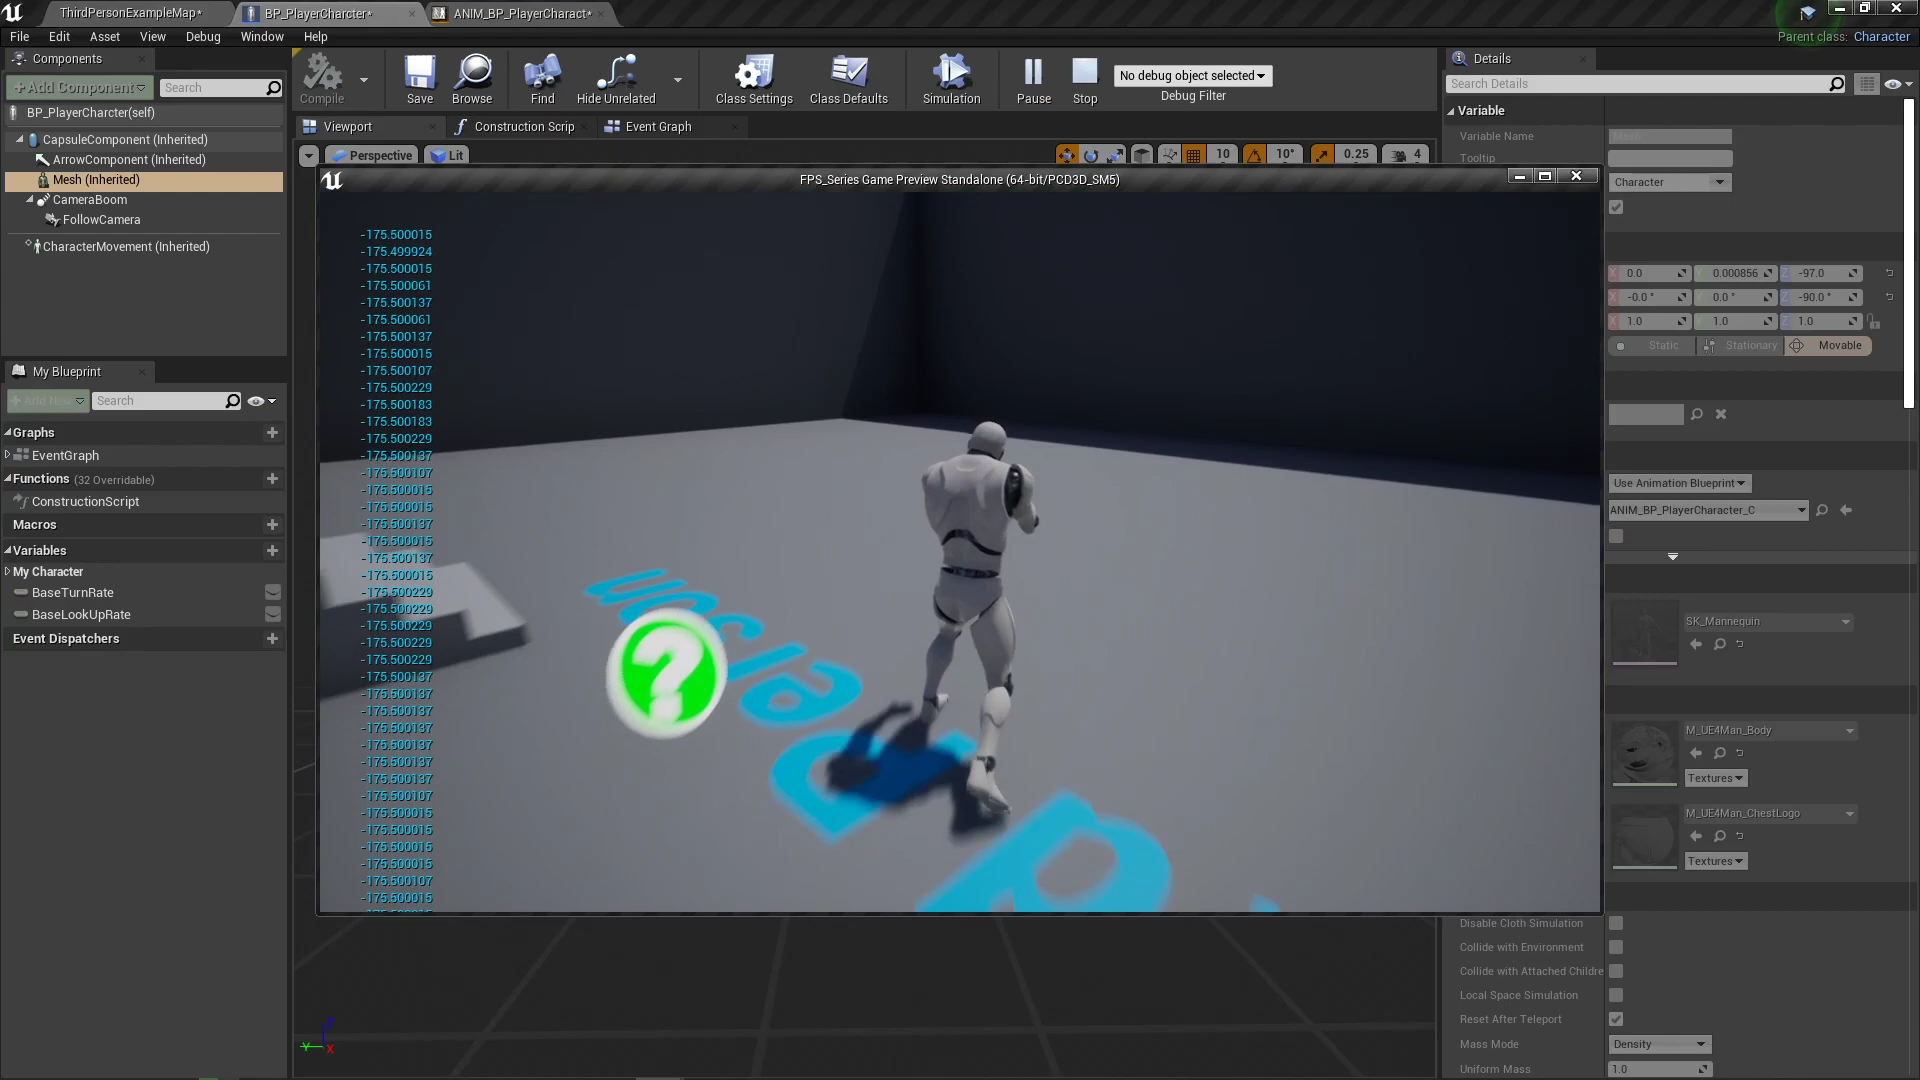 ThirdPersonExampleMap*
BP_PlayerCharcter*
ANIM_BP_PlayerCharact*
File Edit Asset View Debug Window Help
Parent class: Character
Components
+Add Component
Search
BP_PlayerCharcter(self)
CapsuleComponent (Inherited)
ArrowComponent (Inherited)
Mesh (Inherited)
CameraBoom
FollowCamera
CharacterMovement (Inherited)
My Blueprint
+Add New
Search
Graphs
EventGraph
Functions (32 Overridable)
ConstructionScript
Macros
Variables
My Character
BaseTurnRate
BaseLookUpRate
Event Dispatchers
Compile
Save
Browse
Find
Hide Unrelated
Class Settings
Class Defaults
Simulation
Pause
Stop
No debug object selected
Debug Filter
Viewport
Construction Scrip
Event Graph
Perspective
Lit
10
10°
0.25
4
FPS_Series Game Preview Standalone (64-bit/PCD3D_SM5)
-175.500015
-175.499924
-175.500015
-175.500061
-175.500137
-175.500061
-175.500137
-175.500015
-175.500107
-175.500229
-175.500183
-175.500183
-175.500229
-175.500137
-175.500107
-175.500015
-175.500015
-175.500137
-175.500015
-175.500137
-175.500015
-175.500229
-175.500229
-175.500229
-175.500229
-175.500229
-175.500137
-175.500137
-175.500137
-175.500137
-175.500137
-175.500137
-175.500137
-175.500107
-175.500015
-175.500015
-175.500015
-175.500015
-175.500107
-175.500015
?
Z
Y
X
Details
Search Details
Variable
Variable Name
Tooltip
Character
X 0.0 Y 0.000856 Z -97.0
X -0.0° Y 0.0° Z -90.0°
X 1.0 Y 1.0 Z 1.0
Static
Stationary
Movable
Use Animation Blueprint
ANIM_BP_PlayerCharacter_C
SK_Mannequin
M_UE4Man_Body
Textures
M_UE4Man_ChestLogo
Textures
Disable Cloth Simulation
Collide with Environment
Collide with Attached Childre
Local Space Simulation
Reset After Teleport
Mass Mode
Density
Uniform Mass
1.0